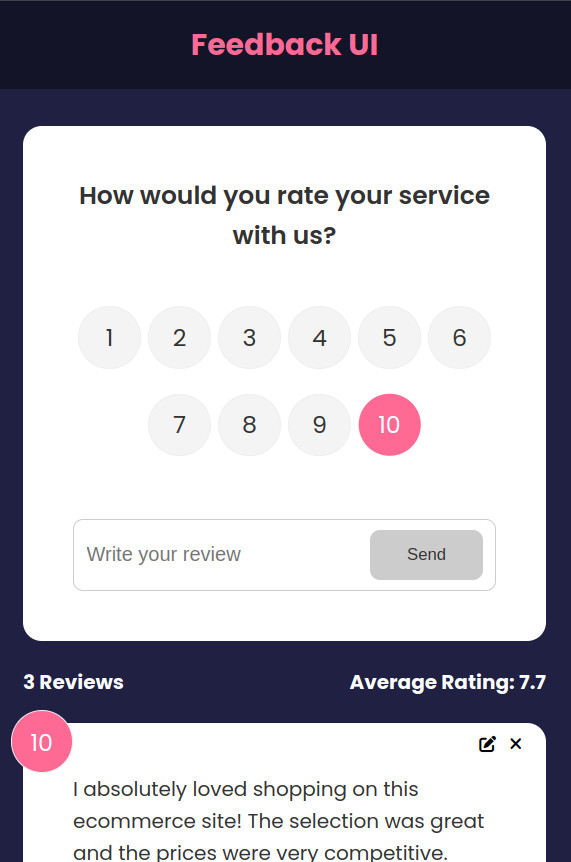 Feedback UI
How would you rate your service
with us?
1 2 3 4 5 6
7 8 9 10
Write your review Send
3 Reviews Average Rating: 7.7
10
I absolutely loved shopping on this
ecommerce site! The selection was great
and the prices were very competitive.